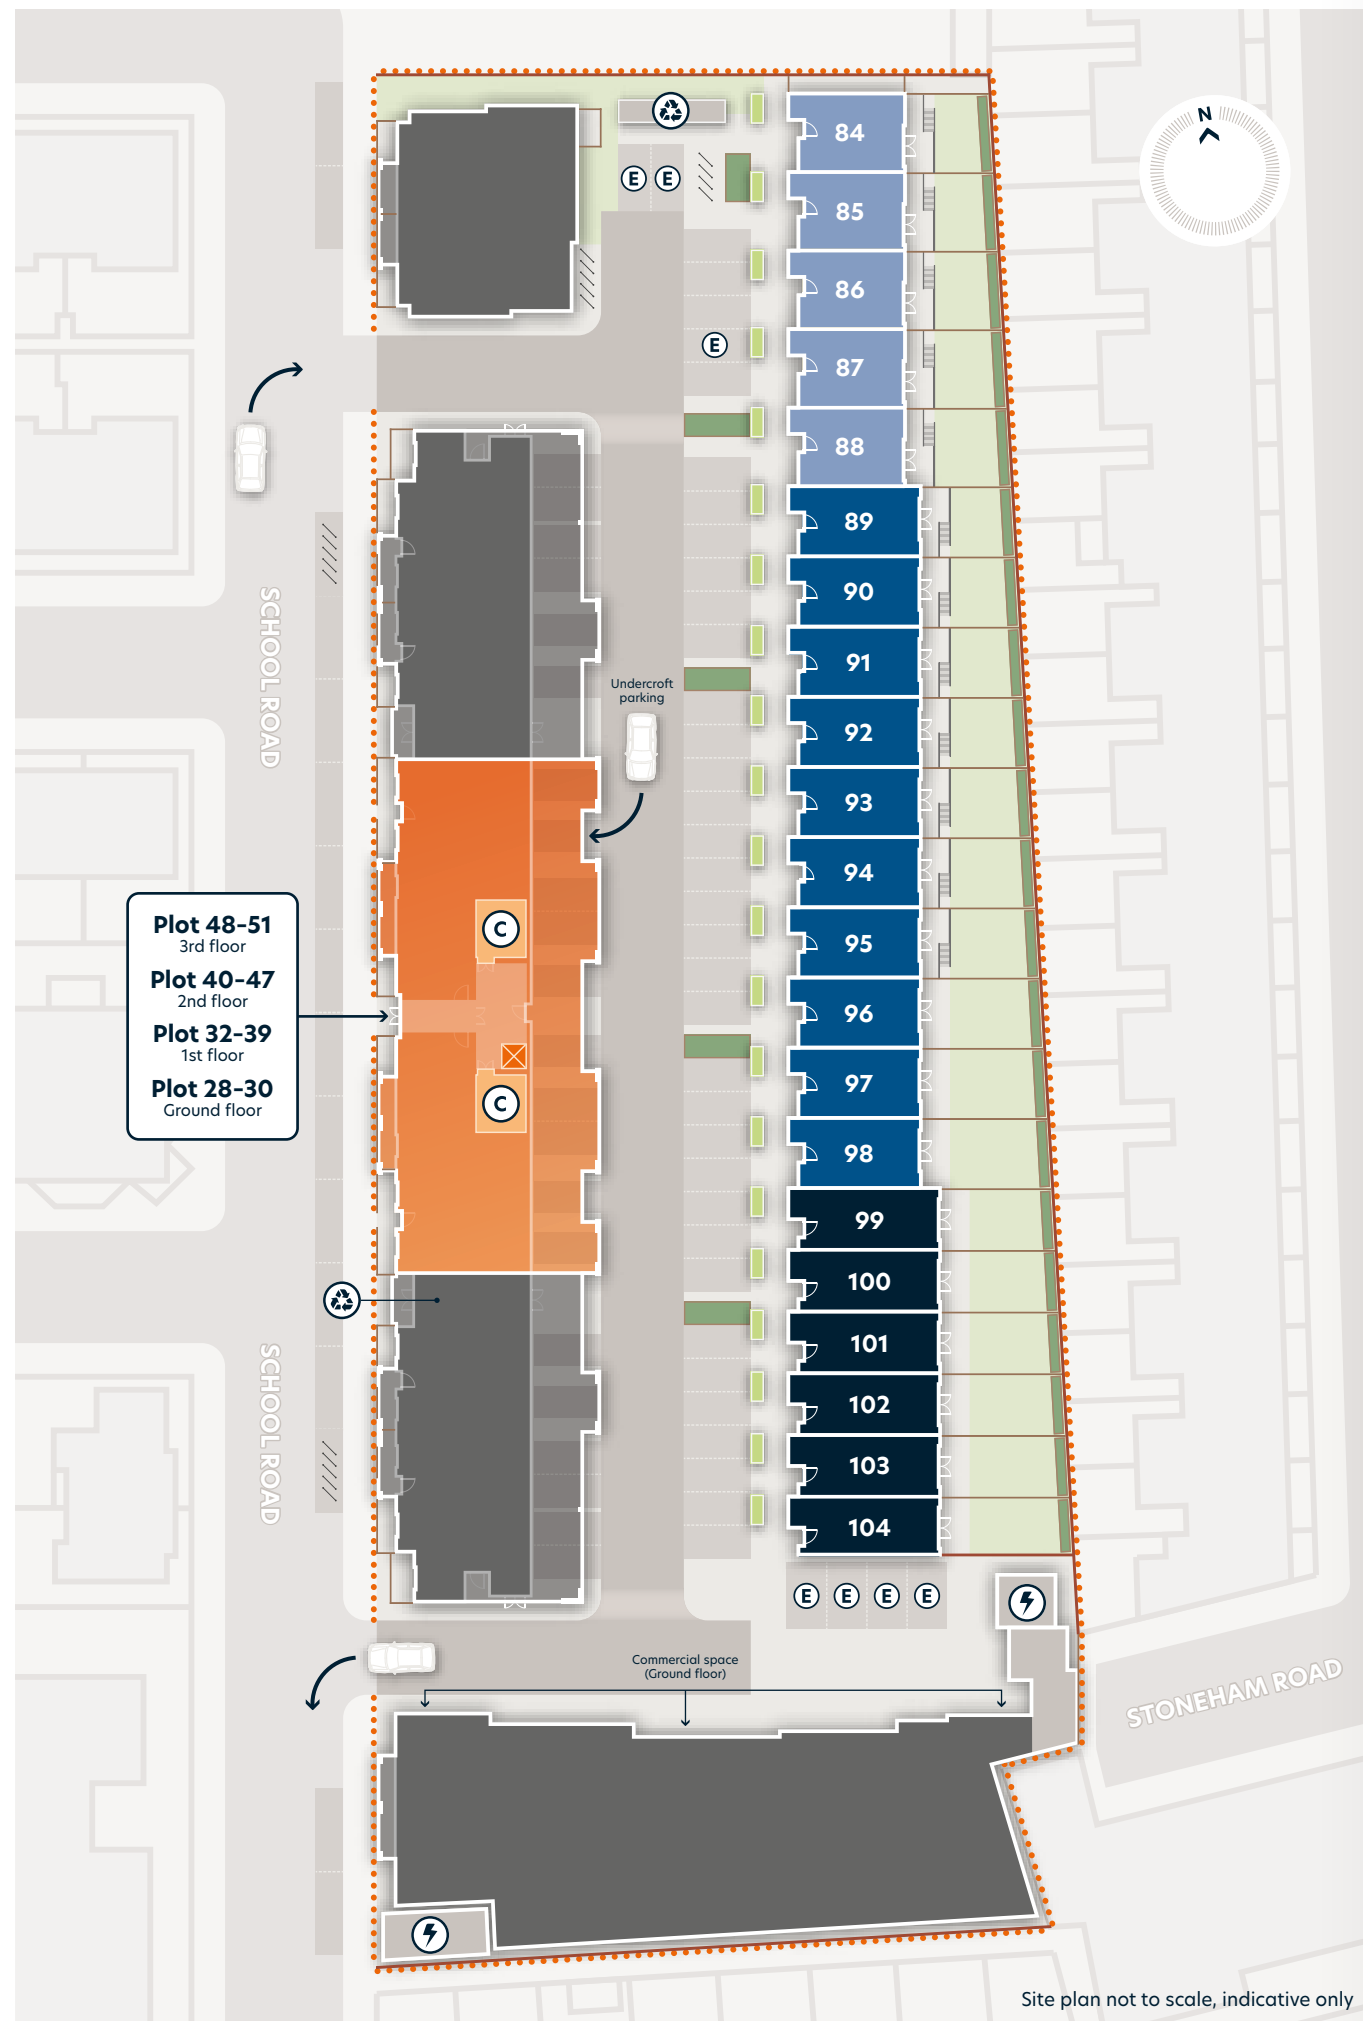 N
84
85
E E
86
E
87
88
89
SCHOOL ROAD
90
91
Undercroft
parking
92
93
94
Plot 48-51
3rd floor
Plot 40-47
2nd floor
Plot 32-39
1st floor
Plot 28-30
Ground floor
C
95
96
97
C
98
99
100
101
SCHOOL ROAD
102
103
104
E E E E
Commercial space
(Ground floor)
STONEHAM ROAD
Site plan not to scale, indicative only